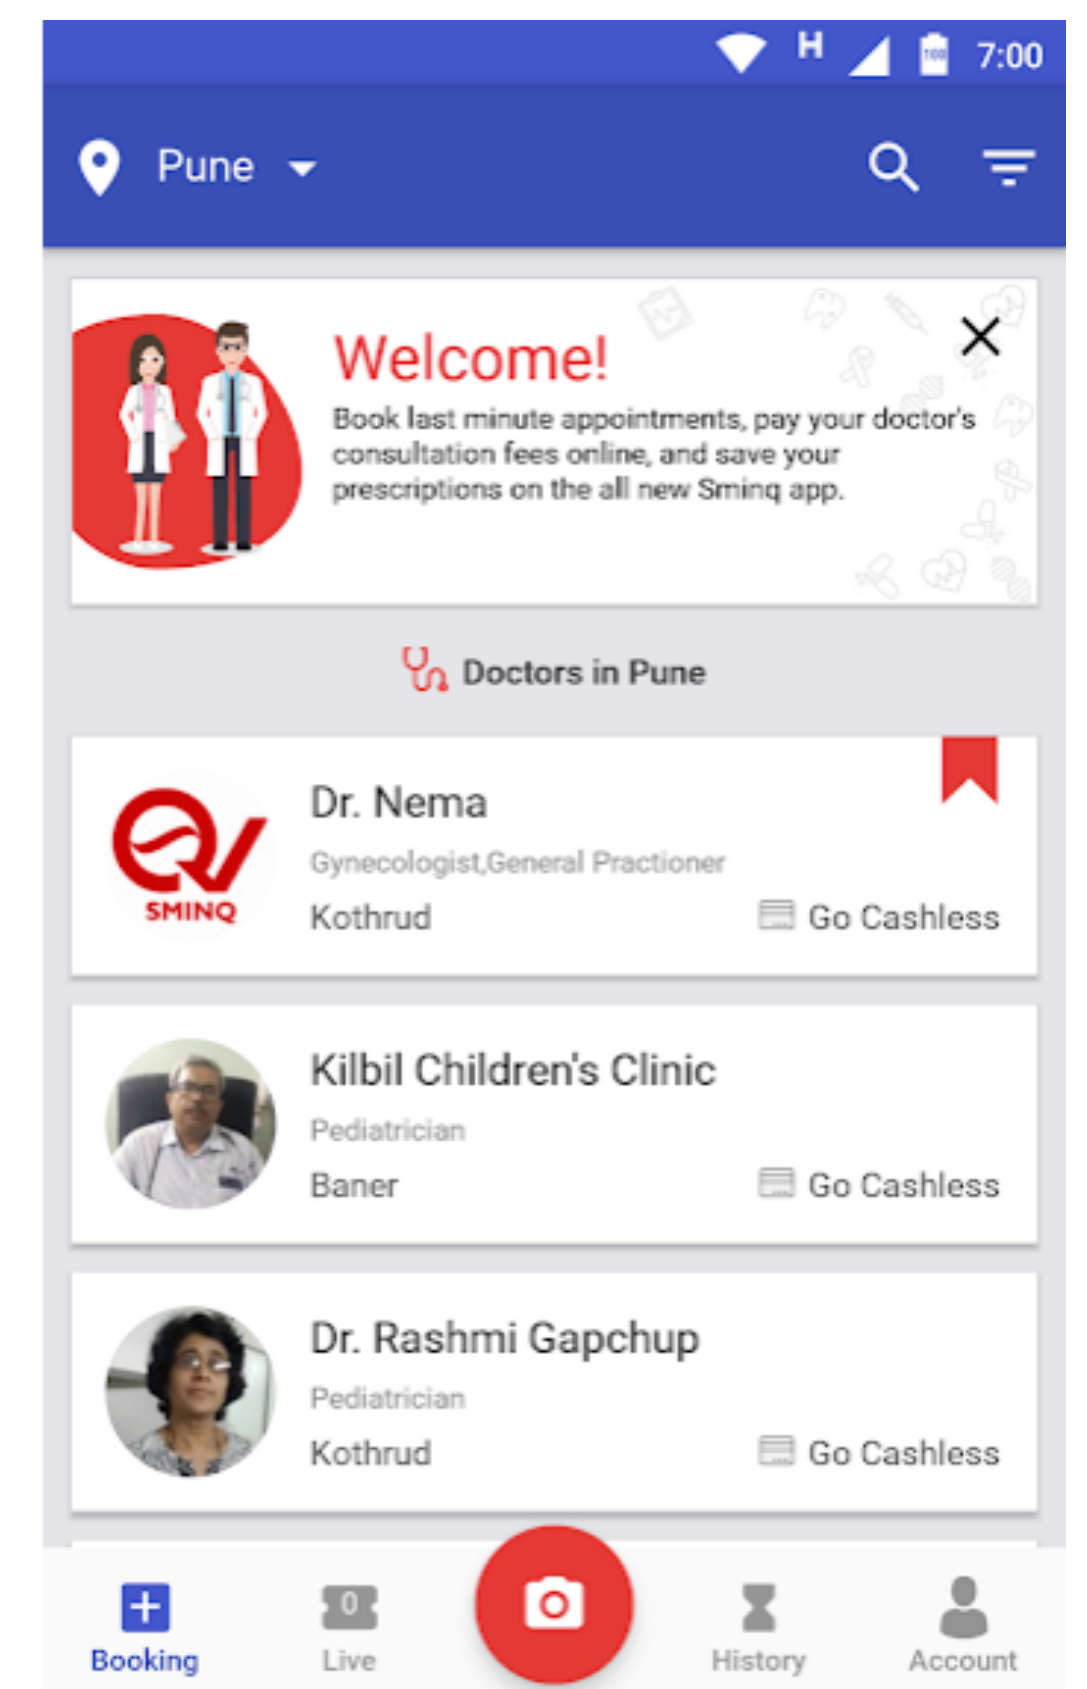 H 100 7:00
Pune
Welcome!
Book last minute appointments, pay your doctor's
consultation fees online, and save your
prescriptions on the all new Sminq app.
Doctors in Pune
Dr. Nema
Gynecologist,General Practioner
SMINQ
Kothrud
Go Cashless
Kilbil Children's Clinic
Pediatrician
Baner
Go Cashless
Dr. Rashmi Gapchup
Pediatrician
Kothrud
Go Cashless
0
Booking
Live
History
Account